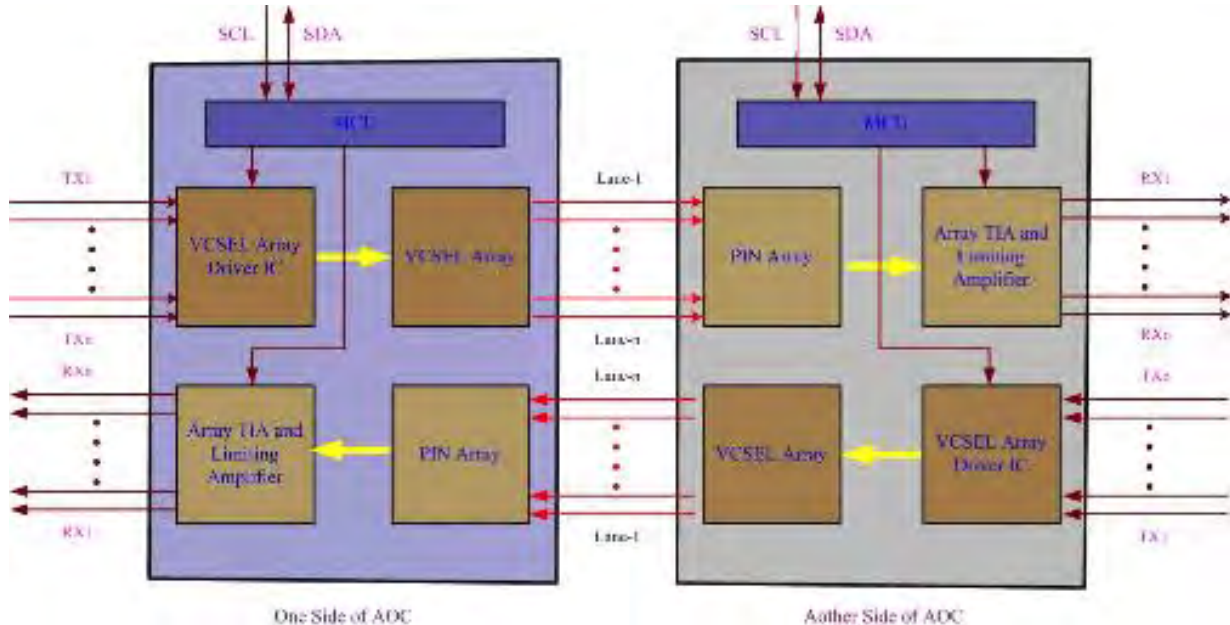 SCL SDA SCL SDA
MCU MCU
TX1 Lane-1 RX1
VCSEL Array
Driver IC
VCSEL Array
PIN Array
Array TIA and
Limiting
Amplifier
TXn Lane-n RXn
RXn Lane-n TXn
Array TIA and
Limiting
Amplifier
PIN Array
VCSEL Array
VCSEL Array
Driver IC
RX1 Lane-1 TX1
One Side of AOC Aother Side of AOC